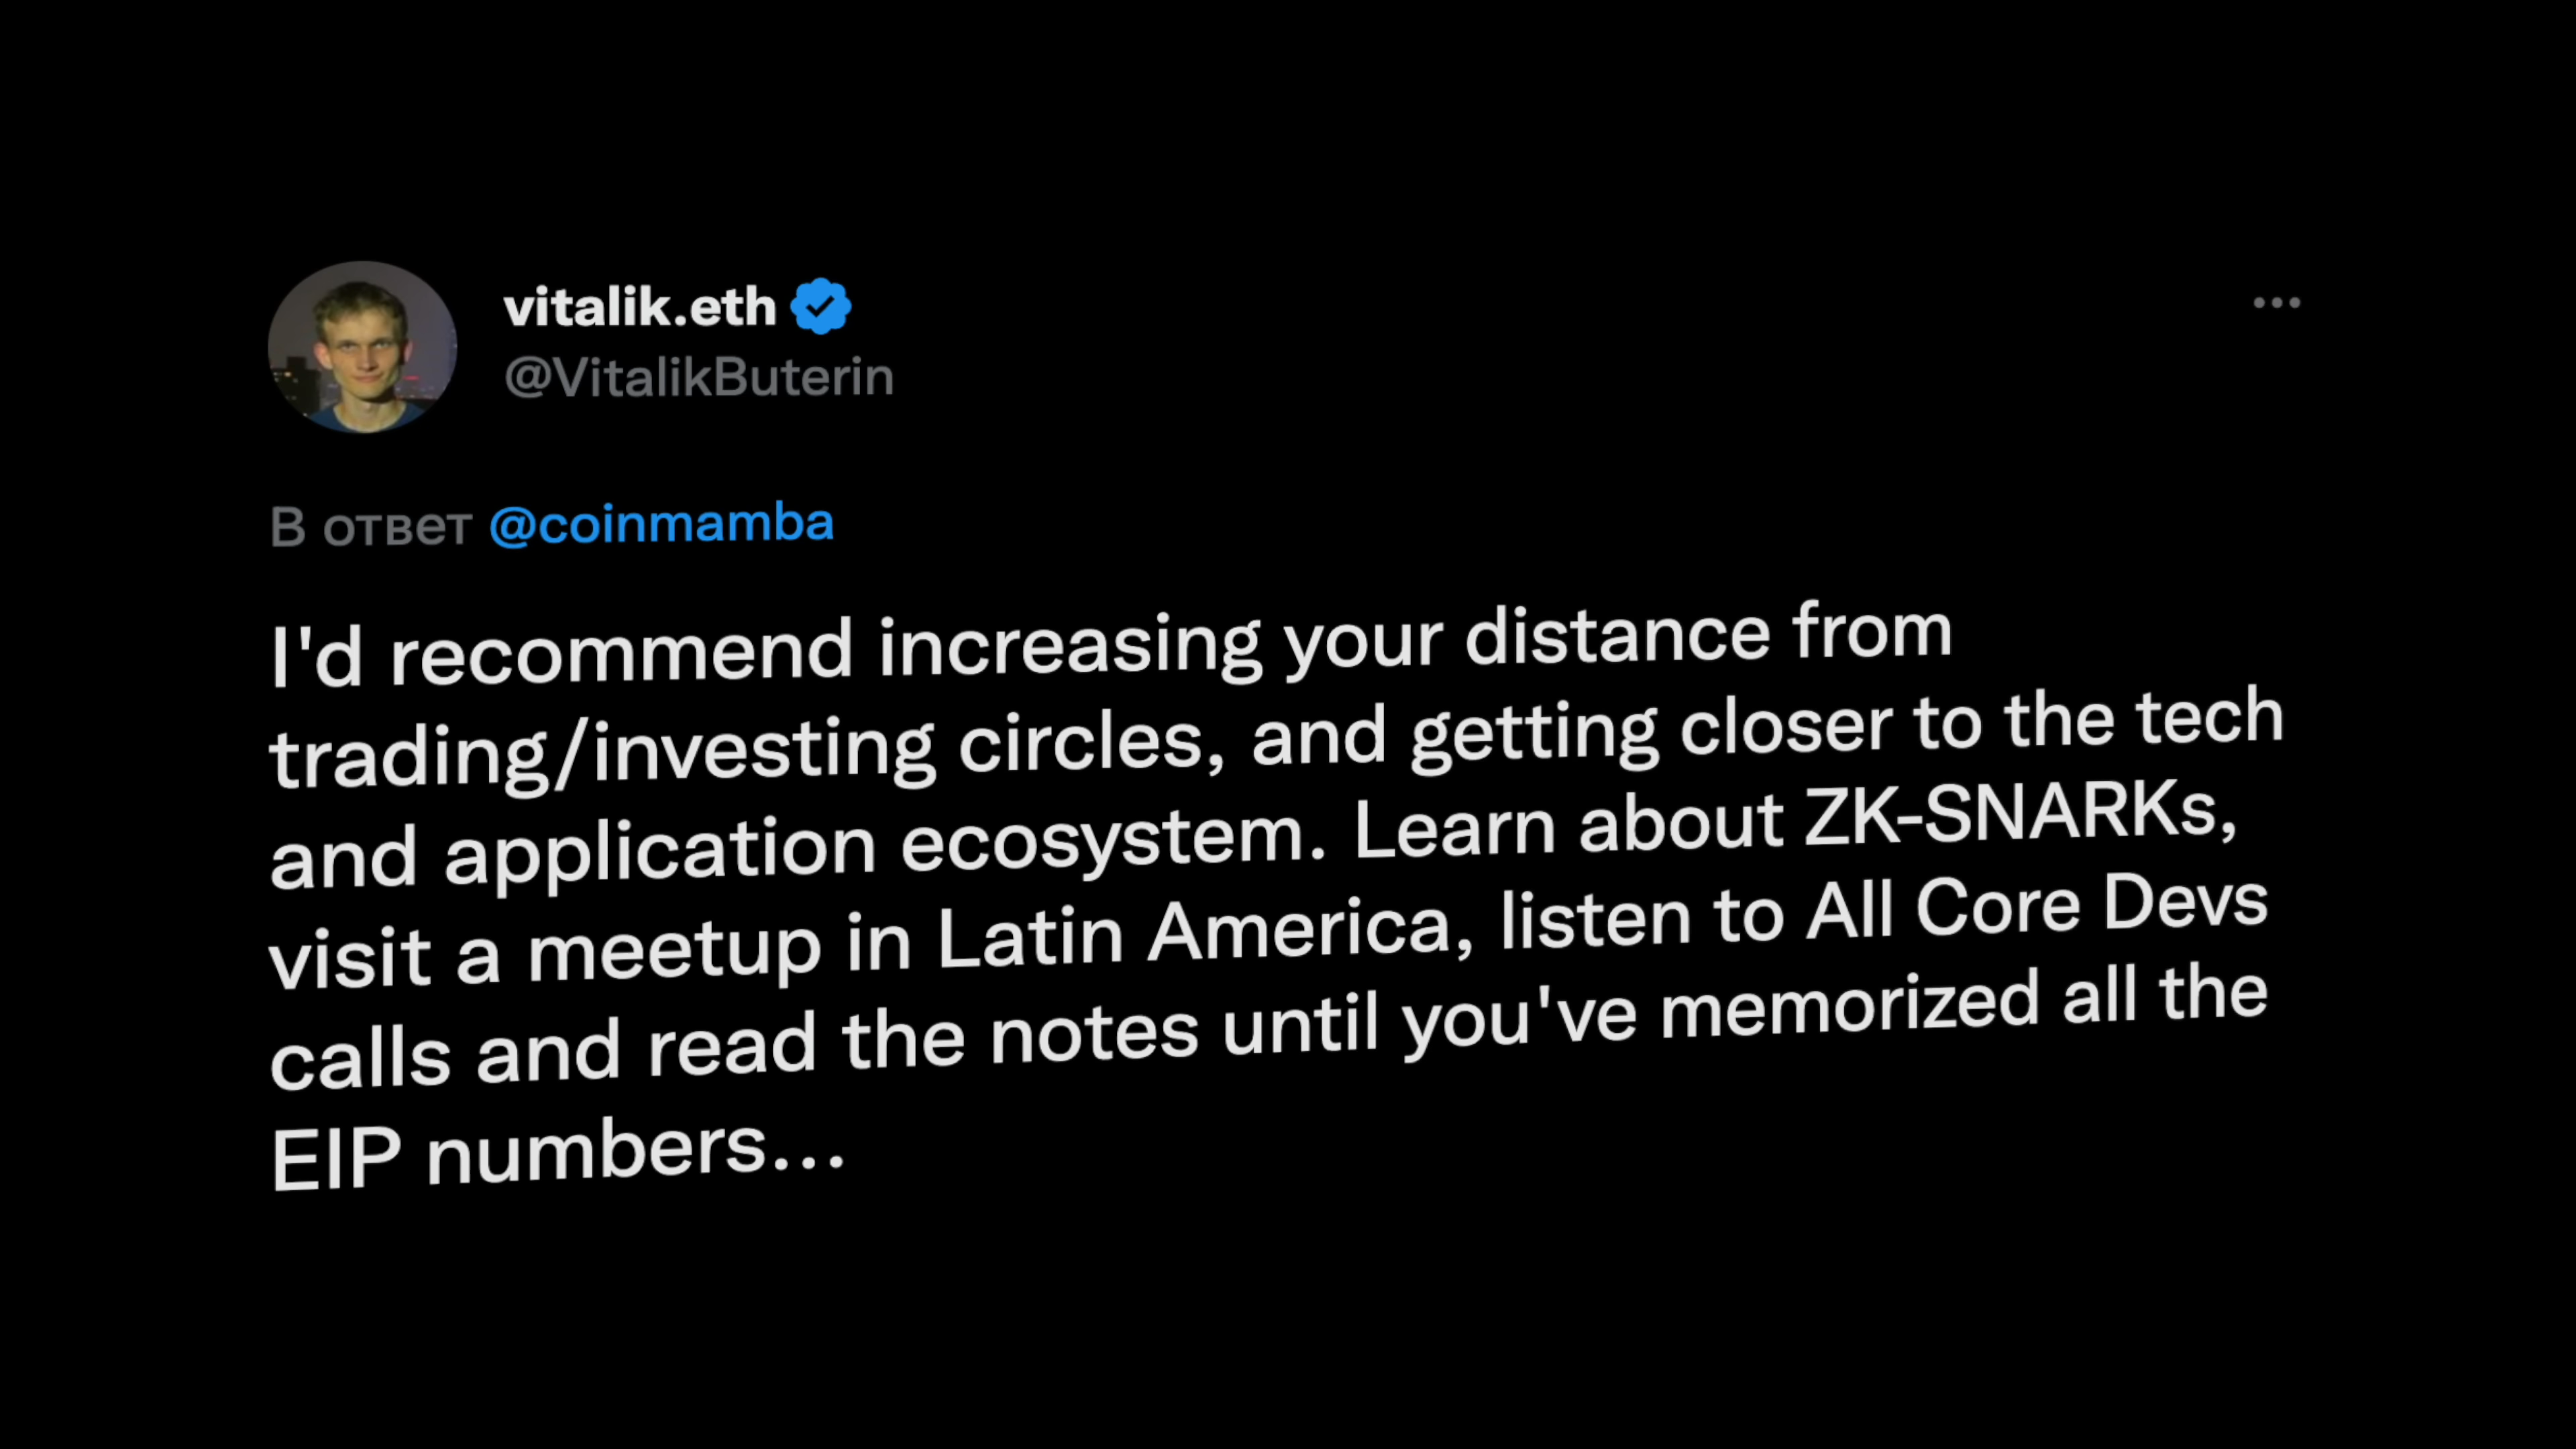 vitalik.eth
@VitalikButerin
В ответ @coinmamba
I'd recommend increasing your distance from
trading/investing circles, and getting closer to the tech
and application ecosystem. Learn about ZK-SNARKs,
visit a meetup in Latin America, listen to All Core Devs
calls and read the notes until you've memorized all the
EIP numbers...